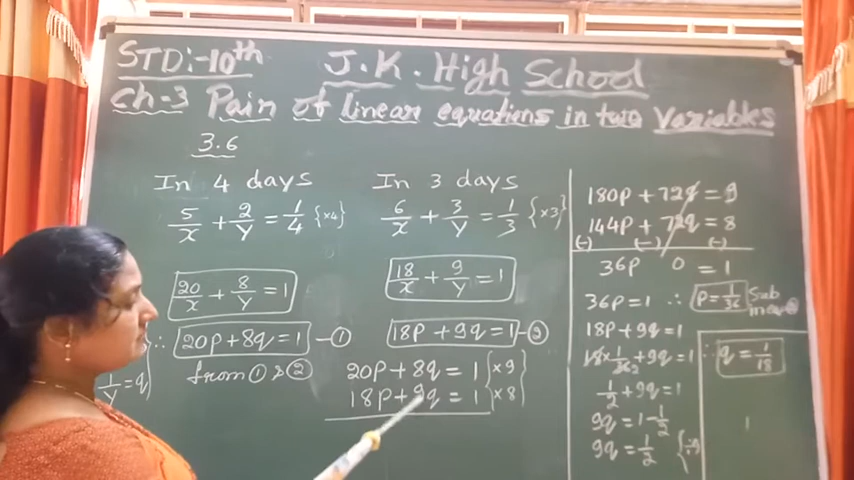 STD:-10th J.K. High School
Ch-3 Pain of linear equations in two Variables
3.6
In 4 days
5/x + 2/y = 1/4 {×4}
20/x + 8/y = 1
∴ 20p+8q=1 -①
1/y=q}
from ① & ②
In 3 days
6/x + 3/y = 1/3 {×3}
18/x + 9/y = 1
18p+9q=1 -②
20p+8q = 1 {×9}
18p+9q = 1 {×8}
180p+72q=9
144p+72q=8
(-) (-) (-)
36p 0 =1
36p=1 ∴ p=1/36 Sub
18p+9q=1
18×1/36 2 +9q=1
1/2+9q=1
9q=1-1/2
9q=1/2 {÷9}
∴ q=1/18